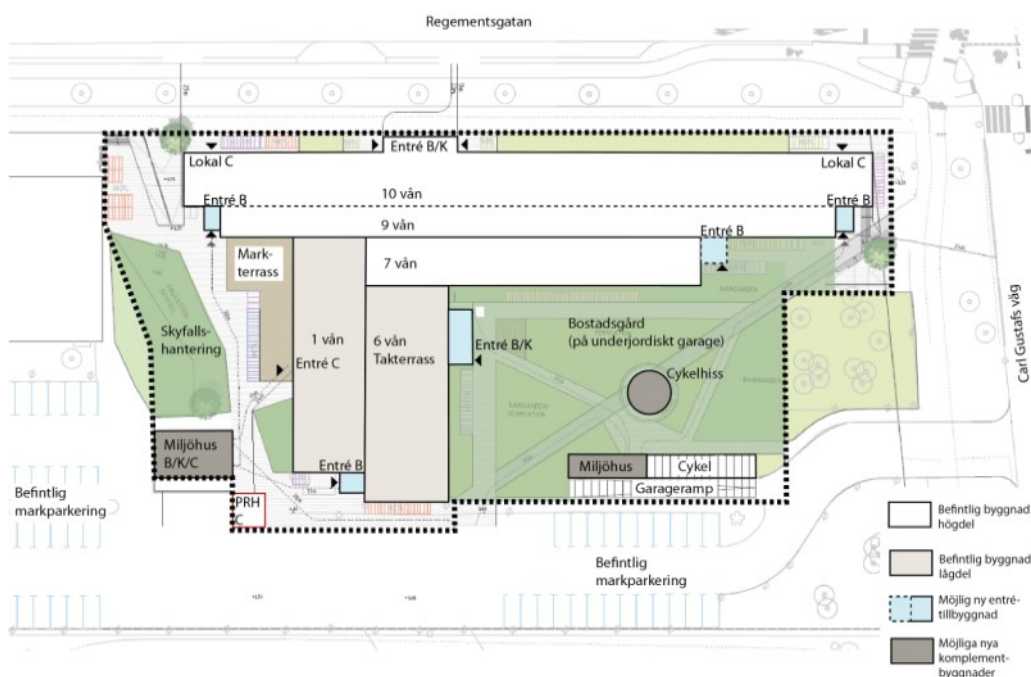 Regementsgatan
Entré B/K
Lokal C
Lokal C
10 vån
Entré B
Entré B
9 vån
Entré B
Mark-
terrass
7 vån
Skyfalls-
hantering
1 vån
6 vån
Takterrass
Bostadsgård
(på underjordiskt garage)
Entré B/K
Entré C
Cykelhiss
Carl Gustafs väg
Miljöhus
B/K/C
Entré B
Miljöhus
Cykel
Garageramp
Befintlig
markparkering
PRH
C
Befintlig
markparkering
Befintlig byggnad
högdel
Befintlig byggnad
lågdel
Möjlig ny entré-
tillbyggnad
Möjliga nya
komplement-
byggnader